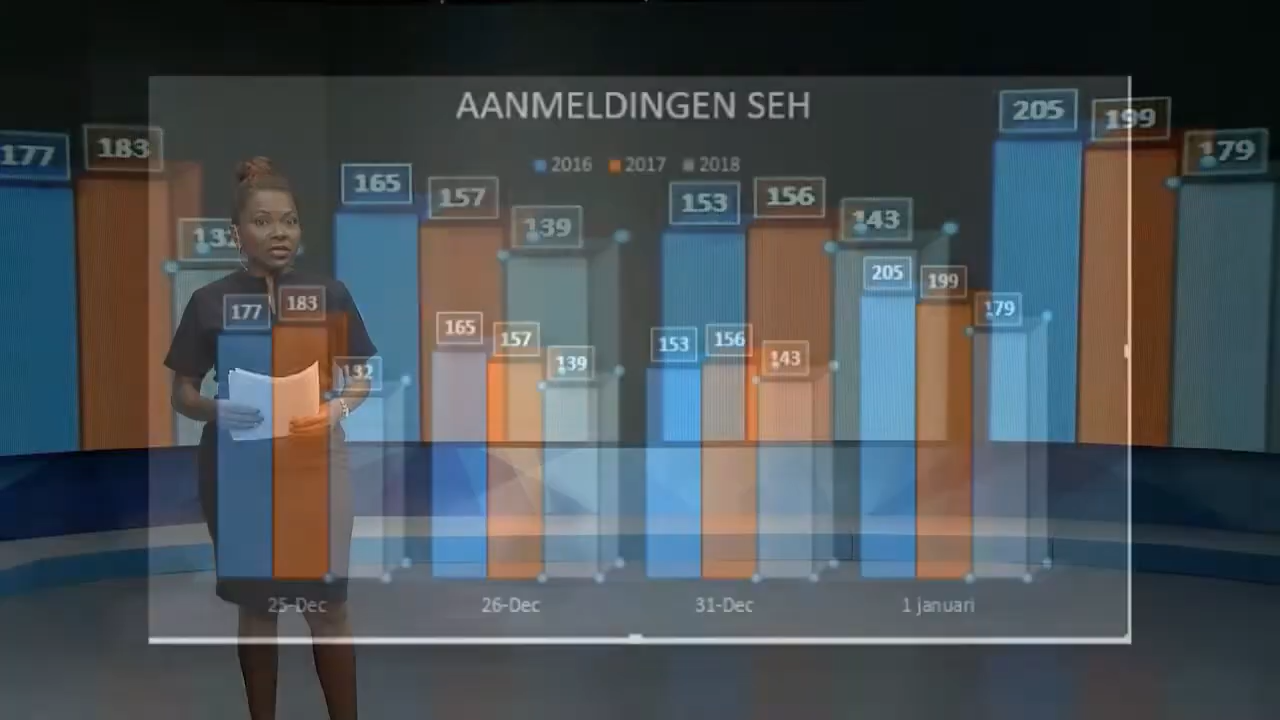 AANMELDINGEN SEH
2016 2017 2018
177 183 132 165 157 139 153 156 143 205 199 179
177 183 132 165 157 139 153 156 143 205 199 179
25-Dec 26-Dec 31-Dec 1 januari